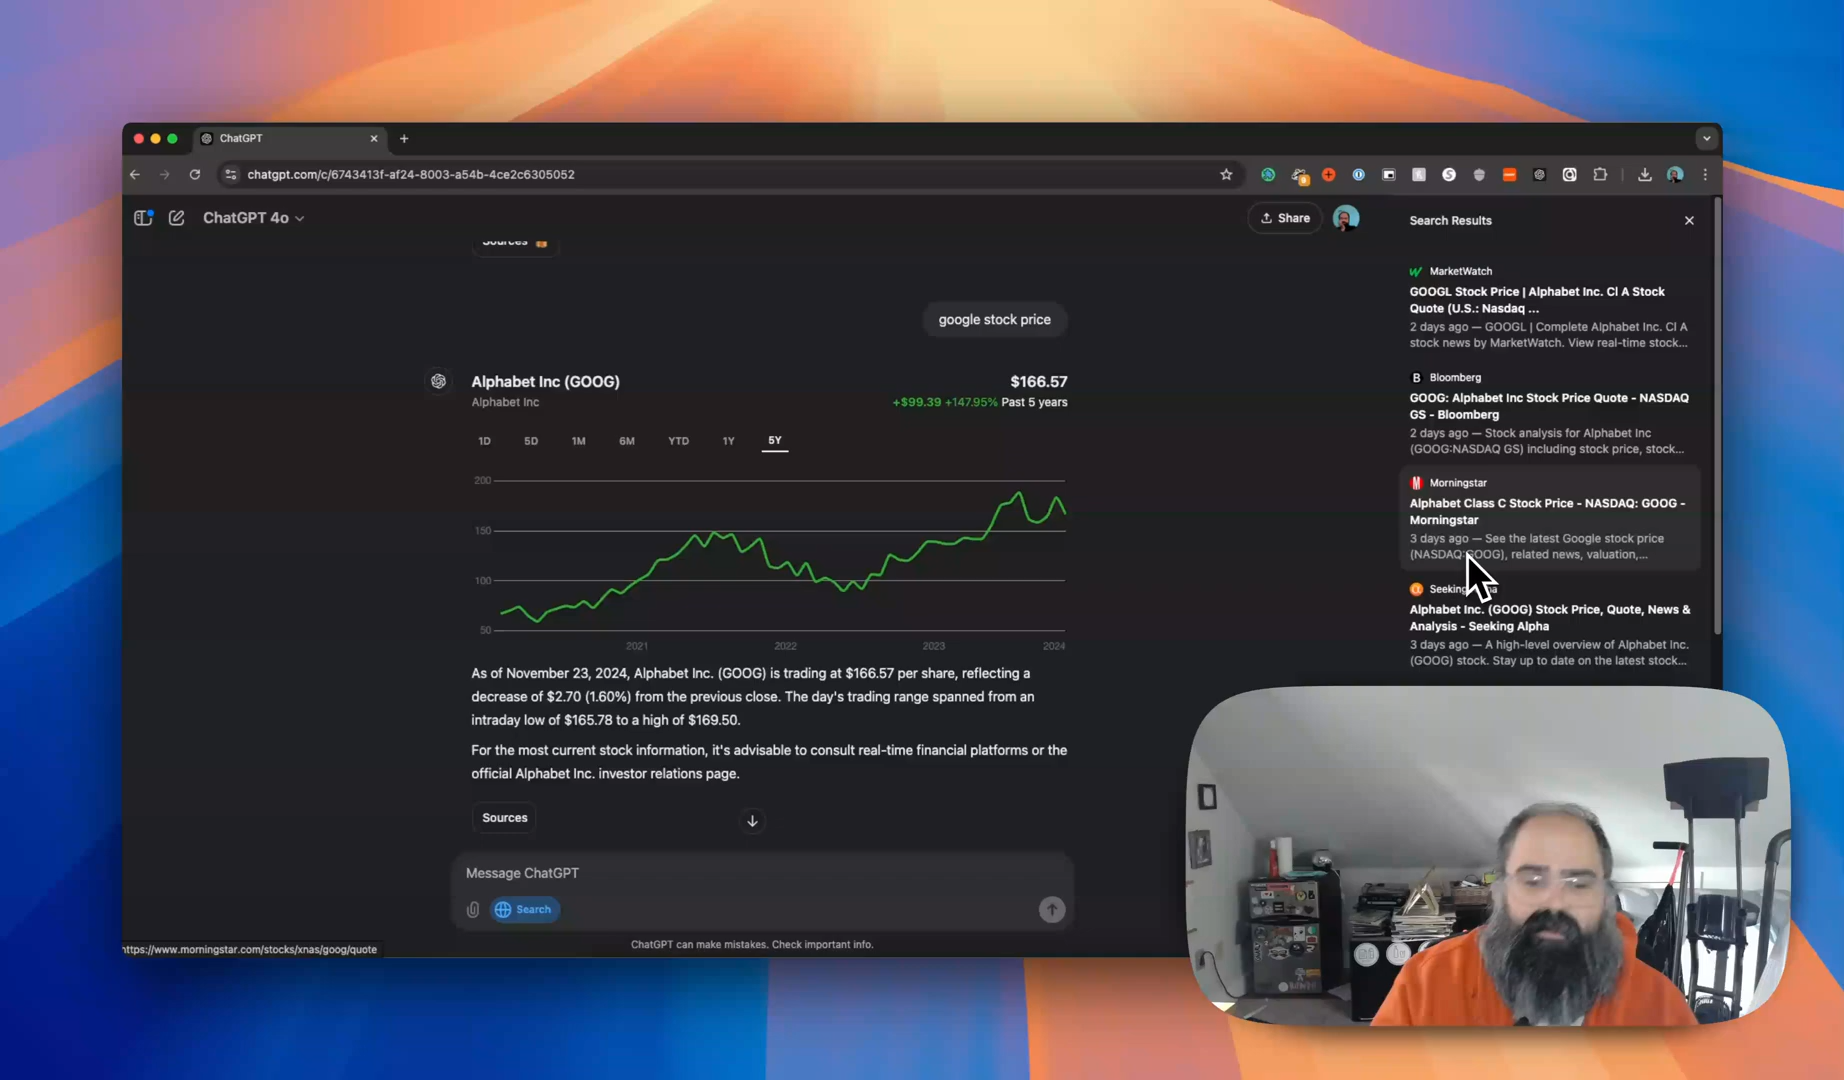 ChatGPT
chatgpt.com/c/6743413f-af24-8003-a54b-4ce2c6305052
ChatGPT 4o
Share
Sources
google stock price
Alphabet Inc (GOOG)
$166.57
Alphabet Inc
+$99.39 +147.95% Past 5 years
1D 5D 1M 6M YTD 1Y 5Y
200
150
100
50
2021 2022 2023 2024
As of November 23, 2024, Alphabet Inc. (GOOG) is trading at $166.57 per share, reflecting a
decrease of $2.70 (1.60%) from the previous close. The day's trading range spanned from an
intraday low of $165.78 to a high of $169.50.
For the most current stock information, it's advisable to consult real-time financial platforms or the
official Alphabet Inc. investor relations page.
Sources
Message ChatGPT
Search
ChatGPT can make mistakes. Check important info.
https://www.morningstar.com/stocks/xnas/goog/quote
Search Results
MarketWatch
GOOGL Stock Price | Alphabet Inc. Cl A Stock
Quote (U.S.: Nasdaq ...
2 days ago — GOOGL | Complete Alphabet Inc. Cl A
stock news by MarketWatch. View real-time stock...
B Bloomberg
GOOG: Alphabet Inc Stock Price Quote - NASDAQ
GS - Bloomberg
2 days ago — Stock analysis for Alphabet Inc
(GOOG:NASDAQ GS) including stock price, stock...
Morningstar
Alphabet Class C Stock Price - NASDAQ: GOOG -
Morningstar
3 days ago — See the latest Google stock price
(NASDAQ:GOOG), related news, valuation,...
Seeking
Alphabet Inc. (GOOG) Stock Price, Quote, News &
Analysis - Seeking Alpha
3 days ago — A high-level overview of Alphabet Inc.
(GOOG) stock. Stay up to date on the latest stock...